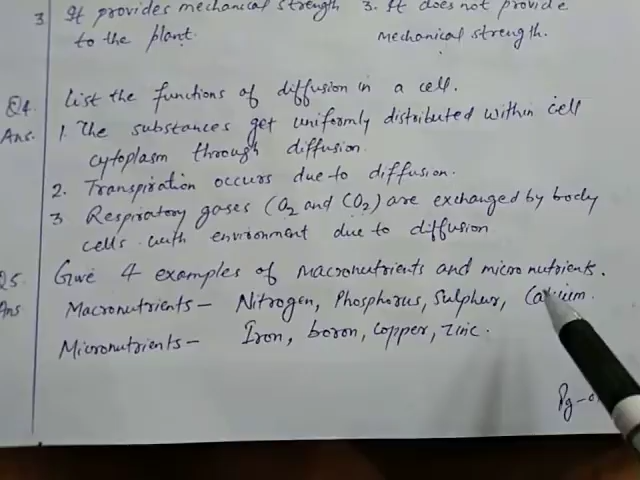 3 It provides mechanical strength 3. It does not provide
to the plant. mechanical strength.
Q4. List the functions of diffusion in a cell.
Ans. 1. The substances get uniformly distributed within cell
cytoplasm through diffusion.
2. Transpiration occurs due to diffusion.
3 Respiratory gases (O2 and CO2) are exchanged by body
cells with environment due to diffusion
Q5. Give 4 examples of macronutrients and micronutrients.
Ans Macronutrients – Nitrogen, Phosphorus, Sulphur,
Micronutrients – Iron, boron, Copper, Zinc.
Pg-